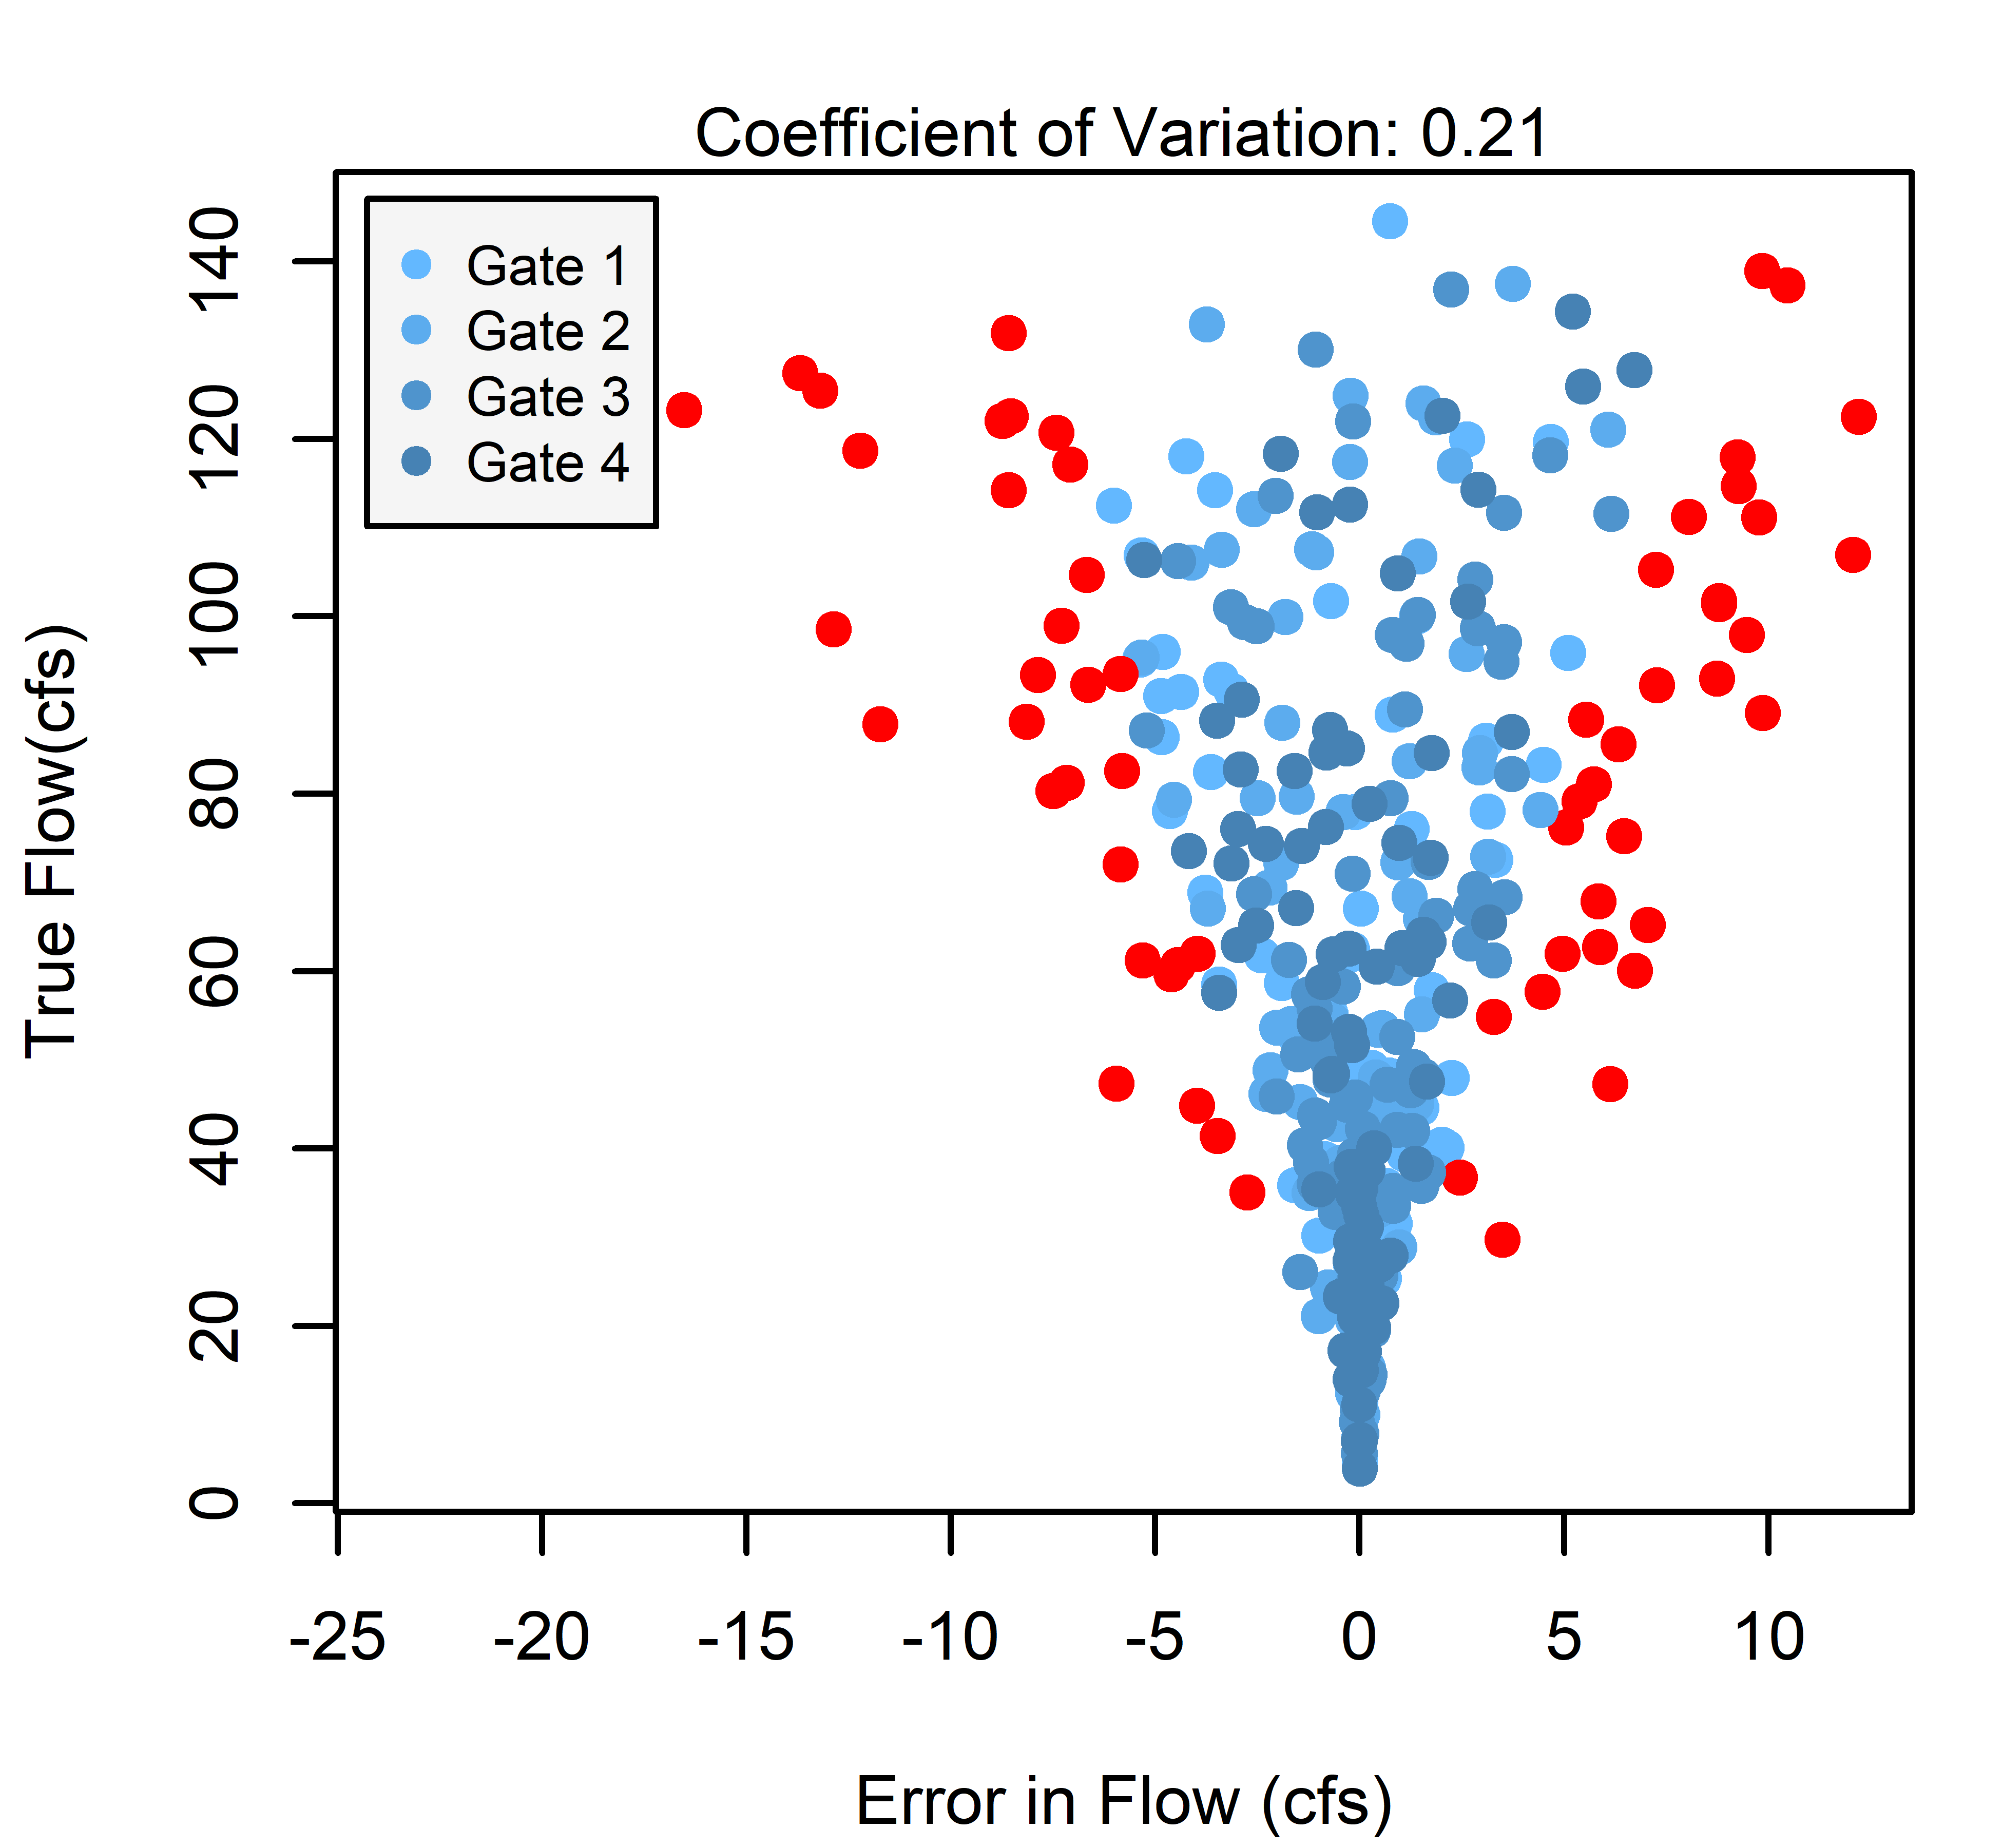 Coefficient of Variation: 0.21
Gate 1
Gate 2
Gate 3
Gate 4
True Flow(cfs)
140
120
100
80
60
40
20
0
-25 -20 -15 -10 -5 0 5 10
Error in Flow (cfs)